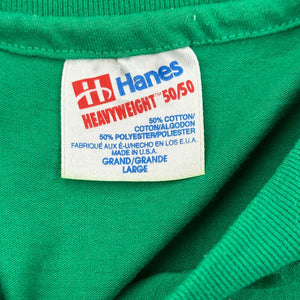 Hanes
HEAVYWEIGHT™ 50/50
50% COTTON/
COTON/ALGODON
50% POLYESTER/POLIESTER
FABRIQUÉ AUX É-U/HECHO EN LOS E.U.A.
MADE IN U.S.A.
GRAND/GRANDE
LARGE